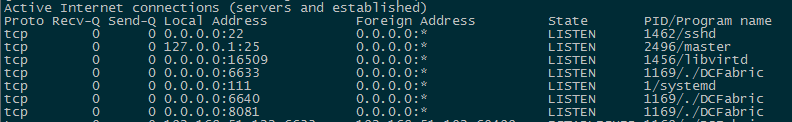 Active Internet connections (servers and established)
Proto Recv-Q Send-Q Local Address Foreign Address State PID/Program name
tcp 0 0 0.0.0.0:22 0.0.0.0:* LISTEN 1462/sshd
tcp 0 0 127.0.0.1:25 0.0.0.0:* LISTEN 2496/master
tcp 0 0 0.0.0.0:16509 0.0.0.0:* LISTEN 1456/libvirtd
tcp 0 0 0.0.0.0:6633 0.0.0.0:* LISTEN 1169/./DCFabric
tcp 0 0 0.0.0.0:111 0.0.0.0:* LISTEN 1/systemd
tcp 0 0 0.0.0.0:6640 0.0.0.0:* LISTEN 1169/./DCFabric
tcp 0 0 0.0.0.0:8081 0.0.0.0:* LISTEN 1169/./DCFabric